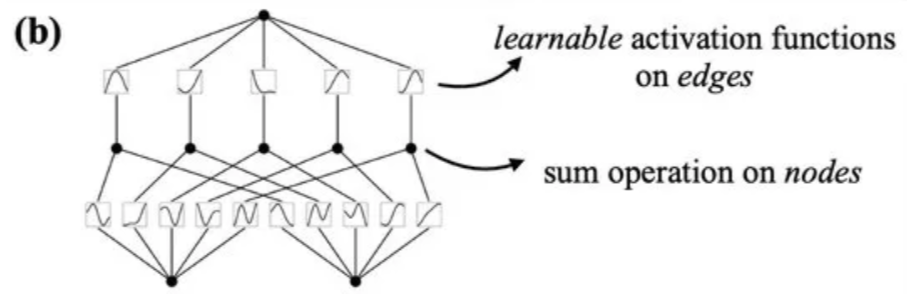 (b)
learnable activation functions
on edges
sum operation on nodes